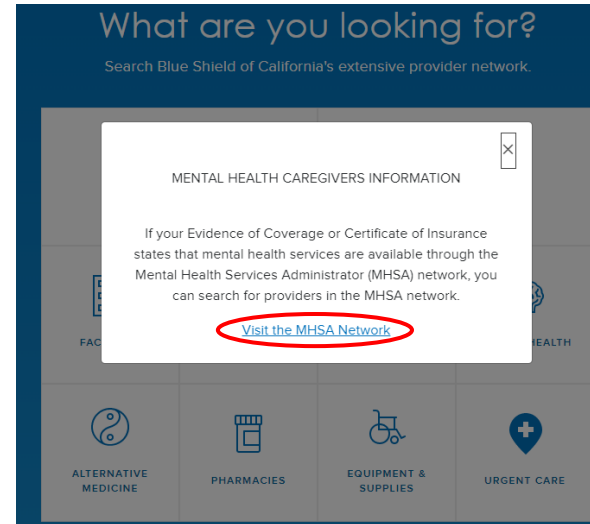 What are you looking for?
Search Blue Shield of California's extensive provider network.
MENTAL HEALTH CAREGIVERS INFORMATION
If your Evidence of Coverage or Certificate of Insurance
states that mental health services are available through the
Mental Health Services Administrator (MHSA) network, you
can search for providers in the MHSA network.
Visit the MHSA Network
FAC
HEALTH
ALTERNATIVE
MEDICINE
PHARMACIES
EQUIPMENT &
SUPPLIES
URGENT CARE